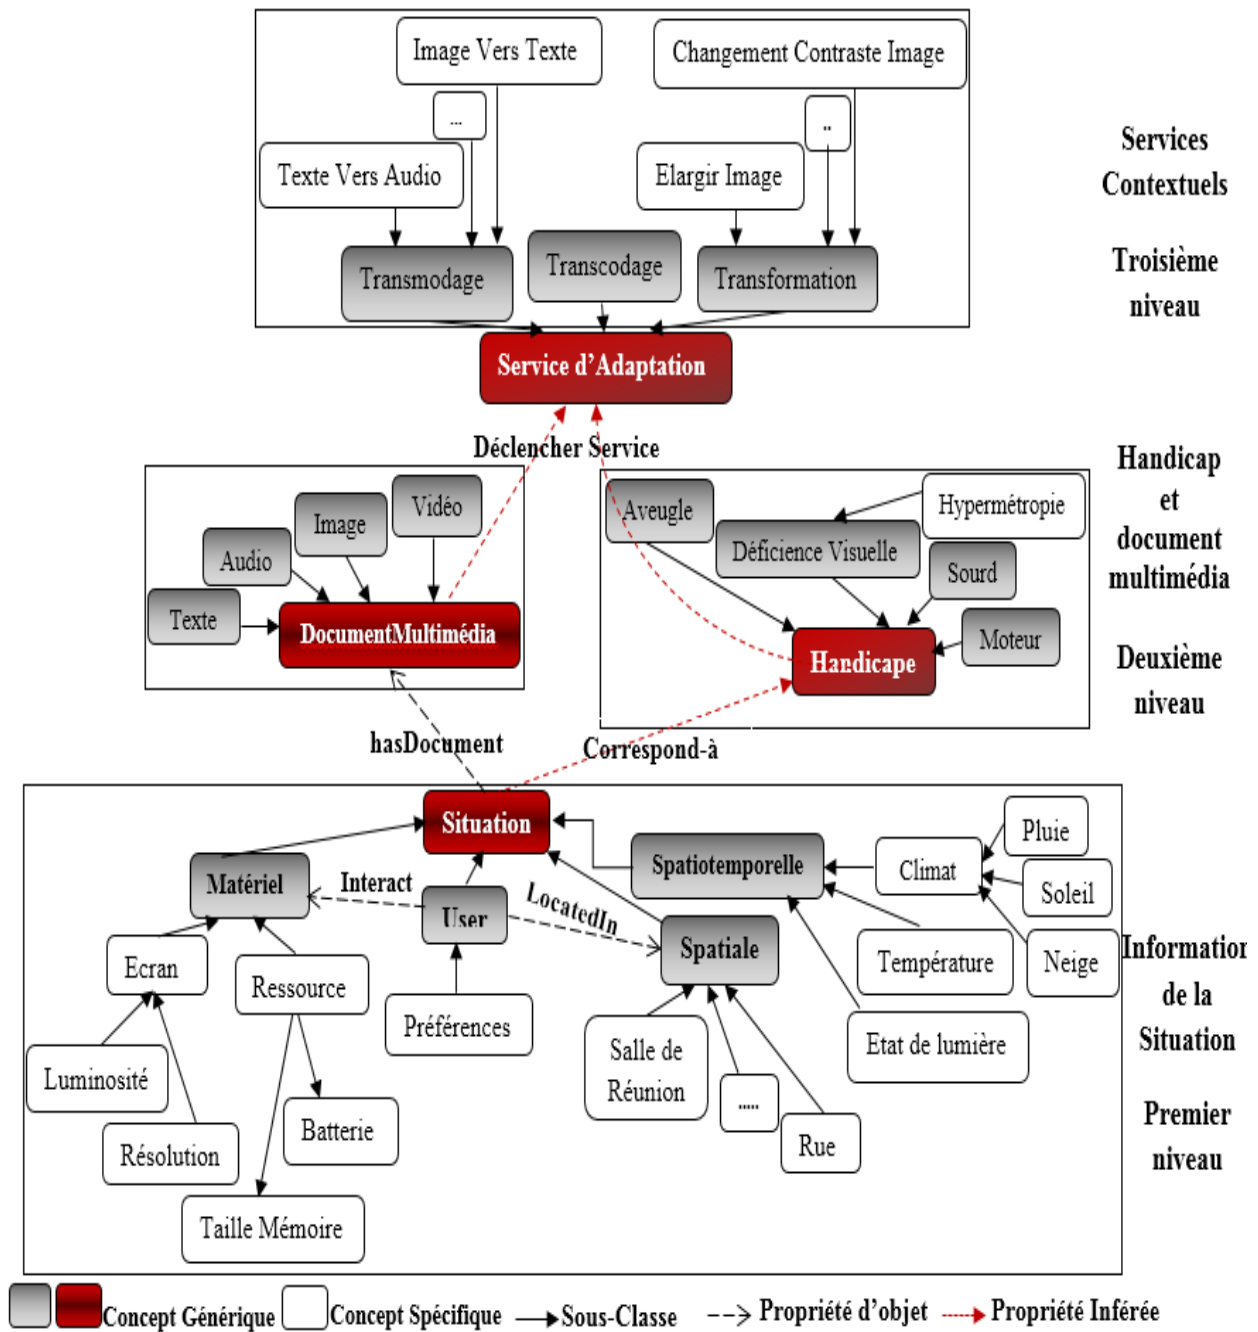 Image Vers Texte
Changement Contraste Image
...
..
Texte Vers Audio
Elargir Image
Transmodage
Transcodage
Transformation
Service d'Adaptation
Services
Contextuels
Troisième
niveau
Déclencher Service
Vidéo
Image
Audio
Texte
DocumentMultimédia
Aveugle
Hypermétropie
Déficience Visuelle
Sourd
Moteur
Handicape
Handicap
et
document
multimédia
Deuxième
niveau
hasDocument
Correspond-à
Situation
Matériel
Interact
User
LocatedIn
Spatiotemporelle
Spatiale
Climat
Pluie
Soleil
Neige
Température
Etat de lumière
Ecran
Ressource
Préférences
Salle de
Réunion
.....
Rue
Luminosité
Résolution
Batterie
Taille Mémoire
Information
de la
Situation
Premier
niveau
Concept Générique
Concept Spécifique
Sous-Classe
Propriété d'objet
Propriété Inférée